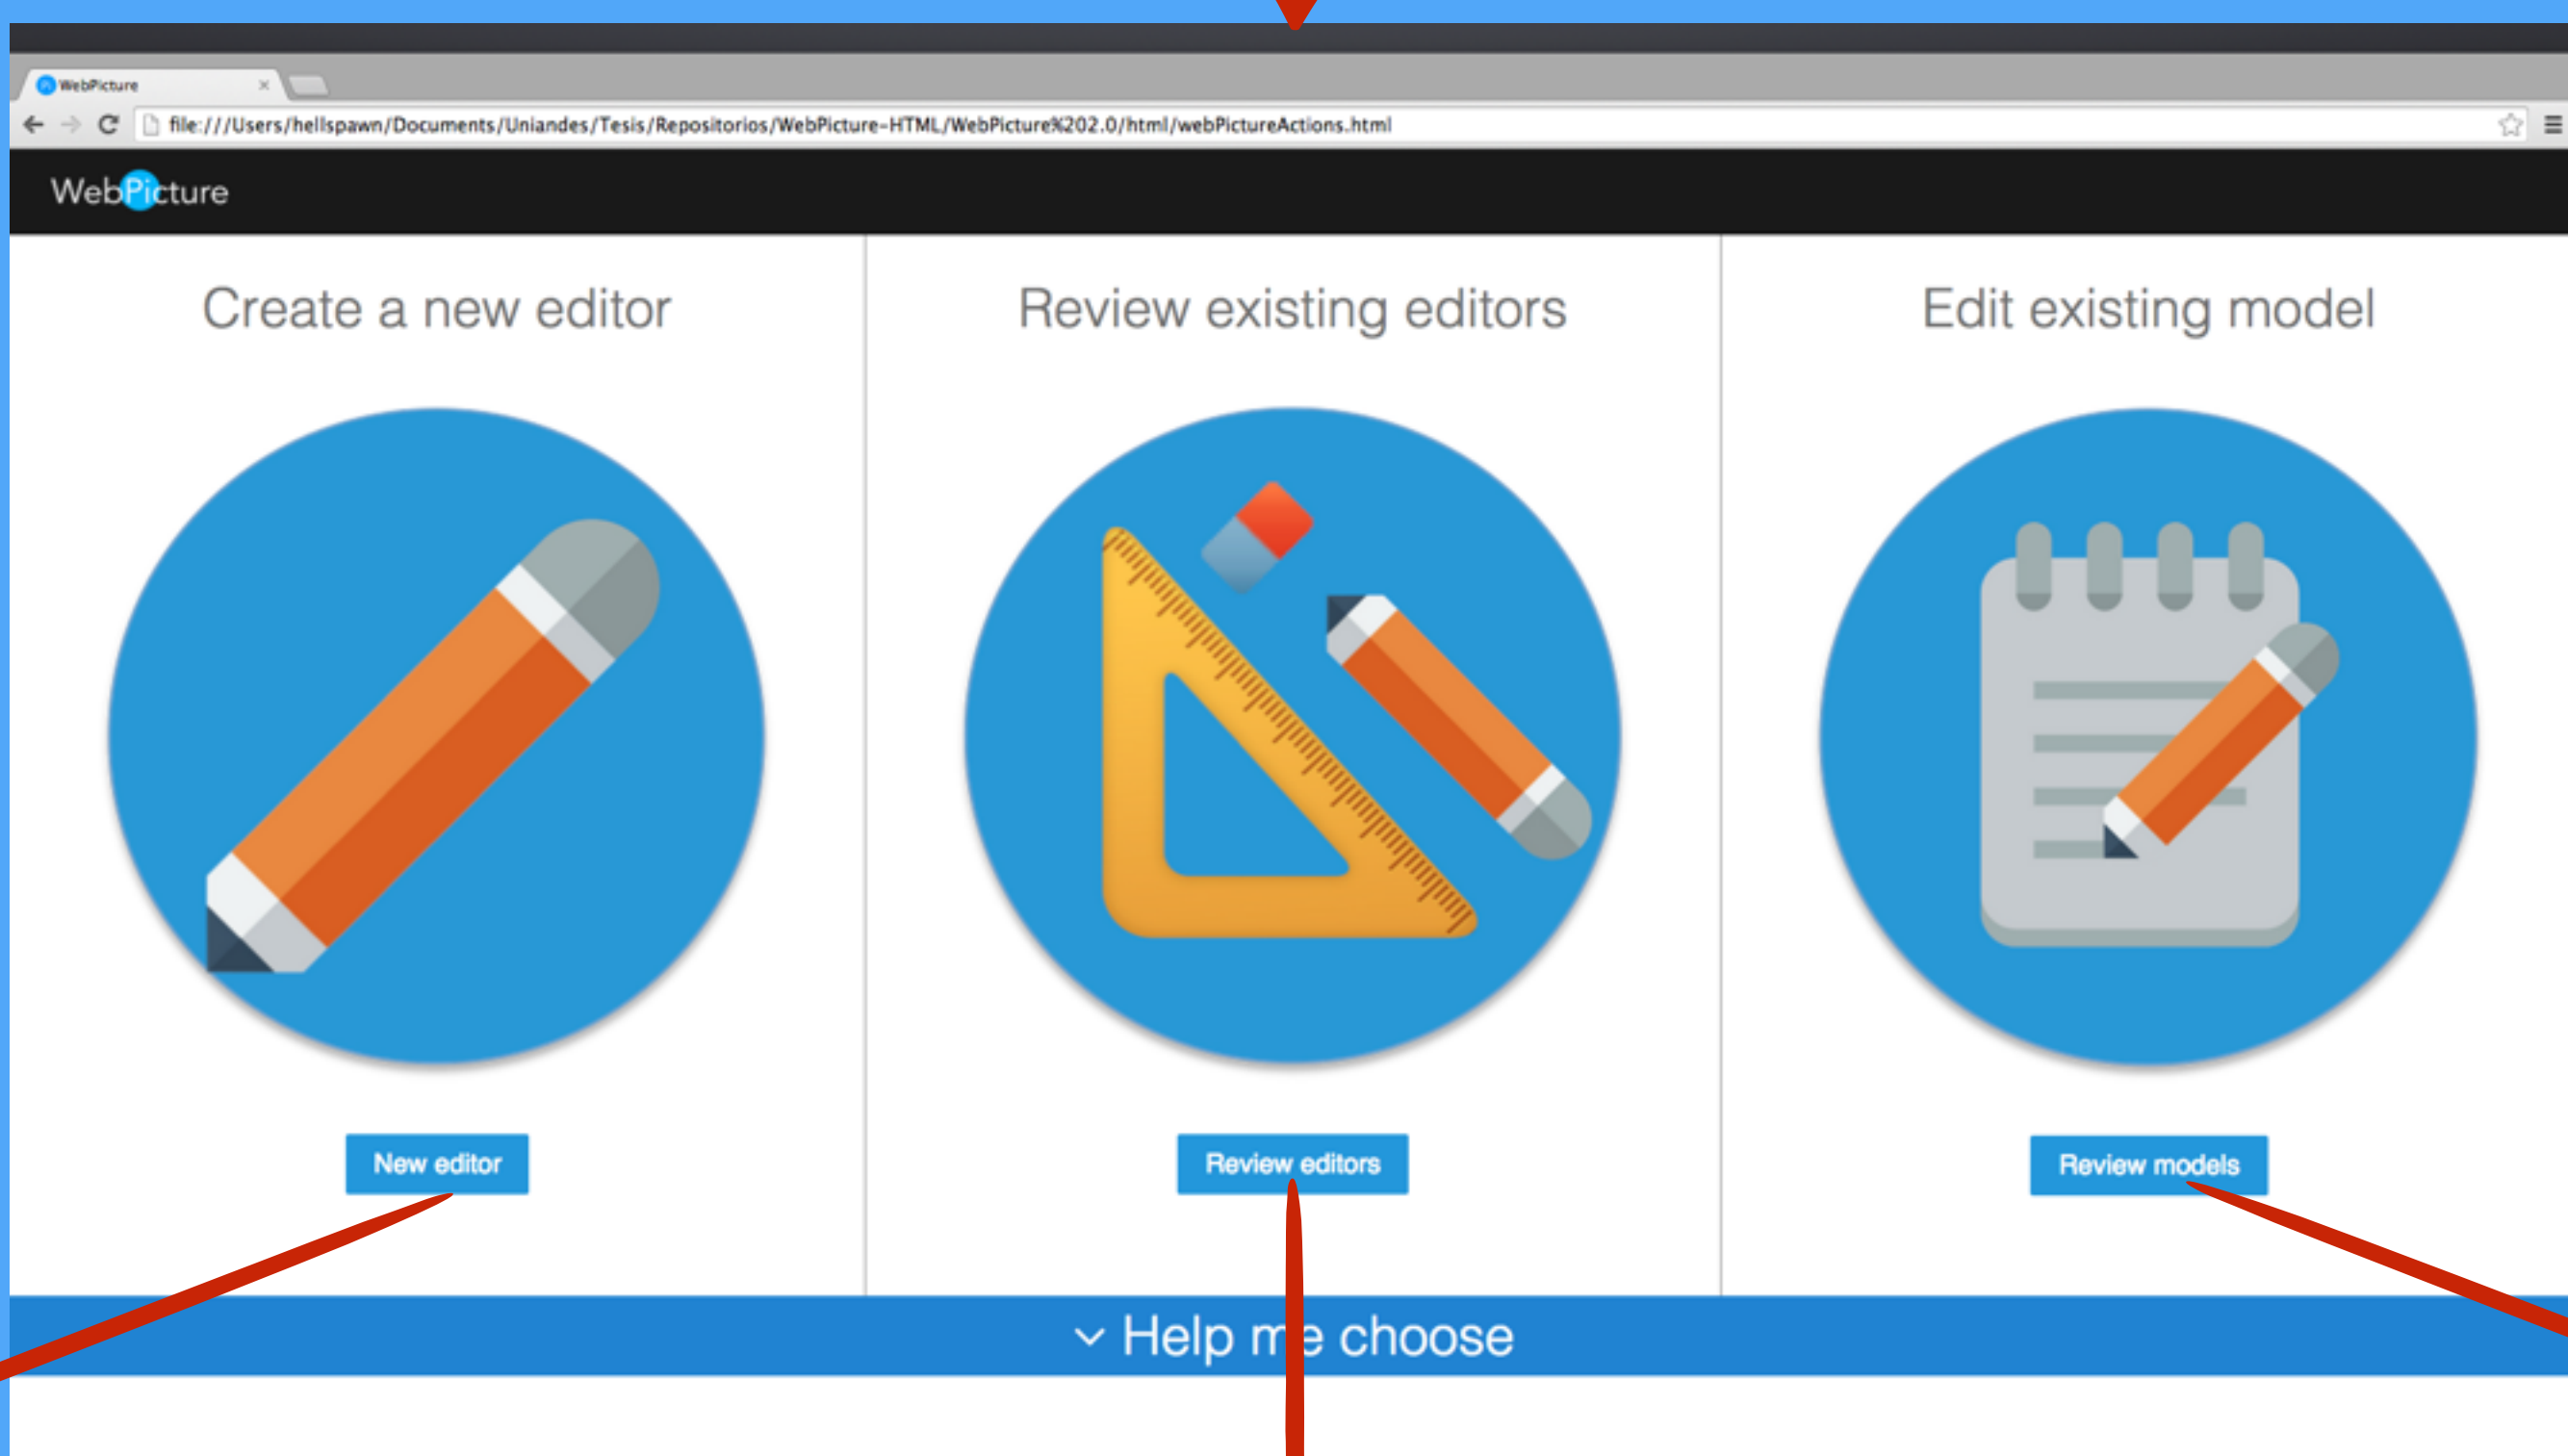 WebPicture
file:///Users/hellspawn/Documents/Uniandes/Tesis/Repositorios/WebPicture-HTML/WebPicture%202.0/html/webPictureActions.html
WebPicture
Create a new editor
Review existing editors
Edit existing model
New editor
Review editors
Review models
Help me choose